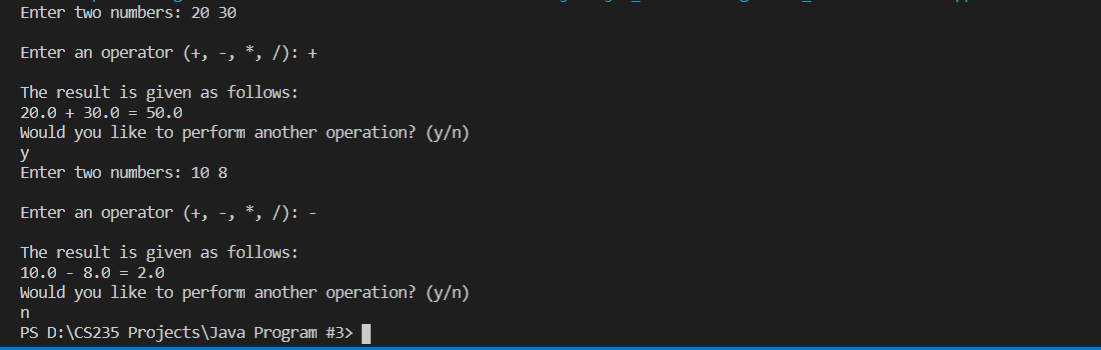 Enter two numbers: 20 30
Enter an operator (+, -, *, /): +
The result is given as follows:
20.0 + 30.0 = 50.0
Would you like to perform another operation? (y/n)
y
Enter two numbers: 10 8
Enter an operator (+, -, *, /): -
The result is given as follows:
10.0 - 8.0 = 2.0
Would you like to perform another operation? (y/n)
n
PS D:\CS235 Projects\Java Program #3>